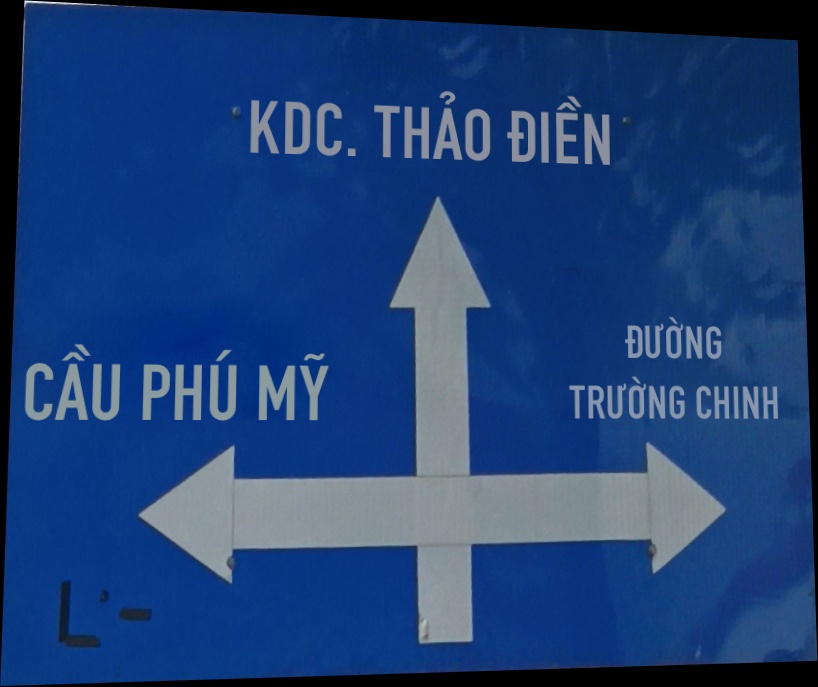 KDC. THẢO ĐIỀN
CẦU PHÚ MỸ
ĐƯỜNG
TRƯỜNG CHINH